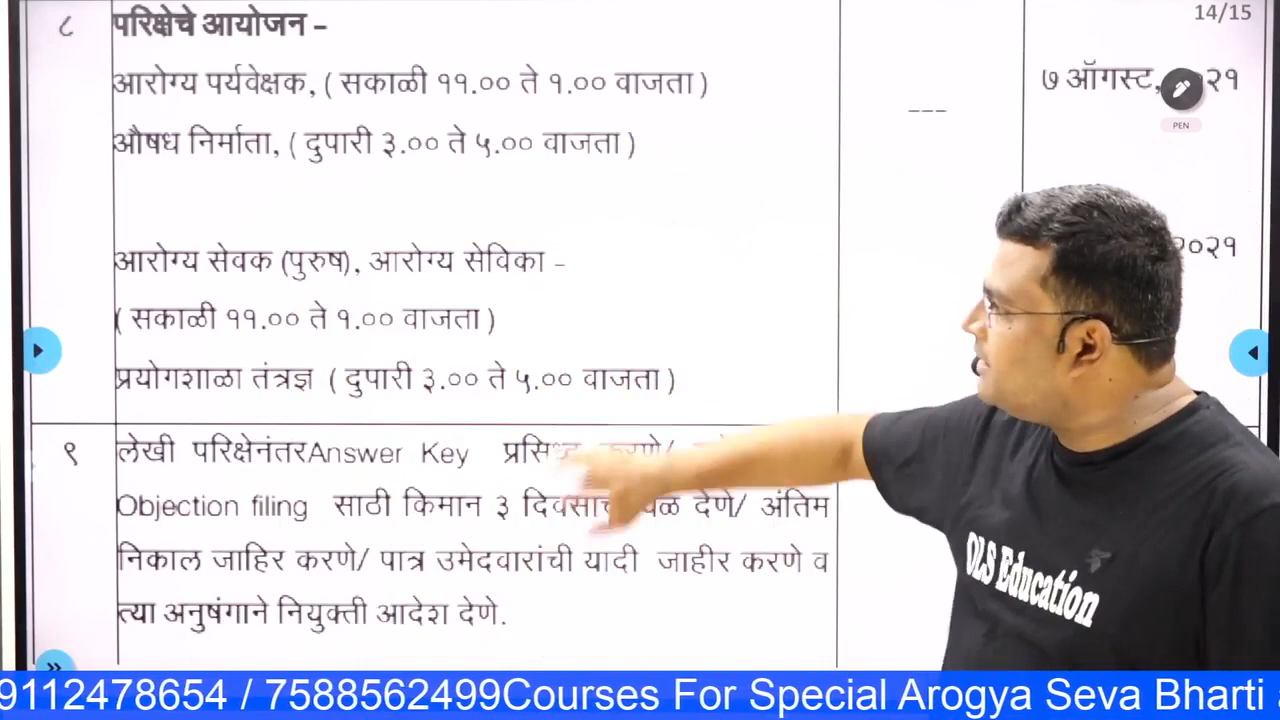 ८
परिक्षेचे आयोजन –
14/15
आरोग्य पर्यवेक्षक, ( सकाळी ११.०० ते १.०० वाजता )
७ ऑगस्ट,
२१
---
PEN
औषध निर्माता, ( दुपारी ३.०० ते ५.०० वाजता )
आरोग्य सेवक (पुरुष), आरोग्य सेविका –
२०२१
( सकाळी ११.०० ते १.०० वाजता )
प्रयोगशाळा तंत्रज्ञ ( दुपारी ३.०० ते ५.०० वाजता )
९
लेखी परिक्षेनंतरAnswer Key
Objection filing साठी किमान ३ देणे/ अंतिम
निकाल जाहिर करणे/ पात्र उमेदवारांची यादी जाहीर करणे व
त्या अनुषंगाने नियुक्ती आदेश देणे.
OLS Education
9112478654 / 7588562499Courses For Special Arogya Seva Bharti